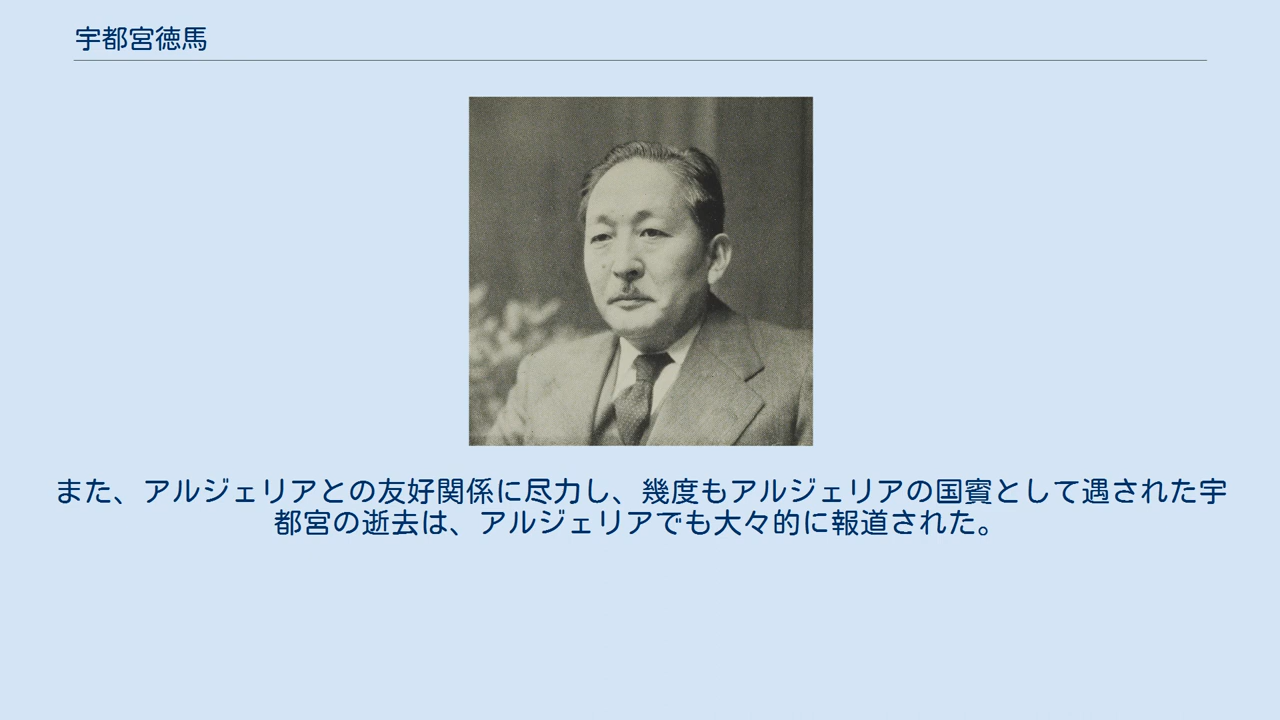 宇都宮徳馬
また、アルジェリアとの友好関係に尽力し、幾度もアルジェリアの国賓として遇された宇
都宮の逝去は、アルジェリアでも大々的に報道された。